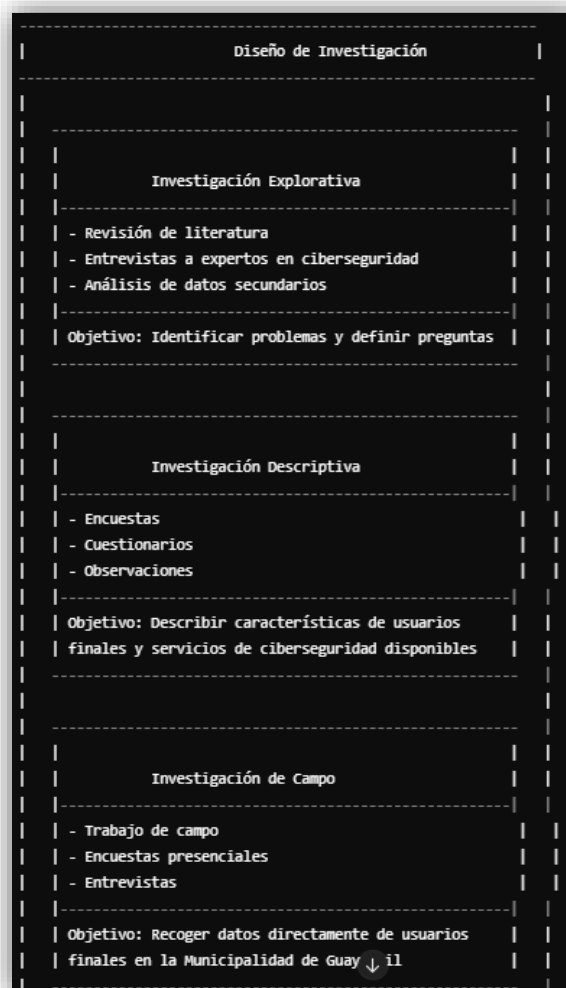 Diseño de Investigación
Investigación Explorativa
- Revisión de literatura
- Entrevistas a expertos en ciberseguridad
- Análisis de datos secundarios
Objetivo: Identificar problemas y definir preguntas
Investigación Descriptiva
- Encuestas
- Cuestionarios
- Observaciones
Objetivo: Describir características de usuarios
finales y servicios de ciberseguridad disponibles
Investigación de Campo
- Trabajo de campo
- Encuestas presenciales
- Entrevistas
Objetivo: Recoger datos directamente de usuarios
finales en la Municipalidad de